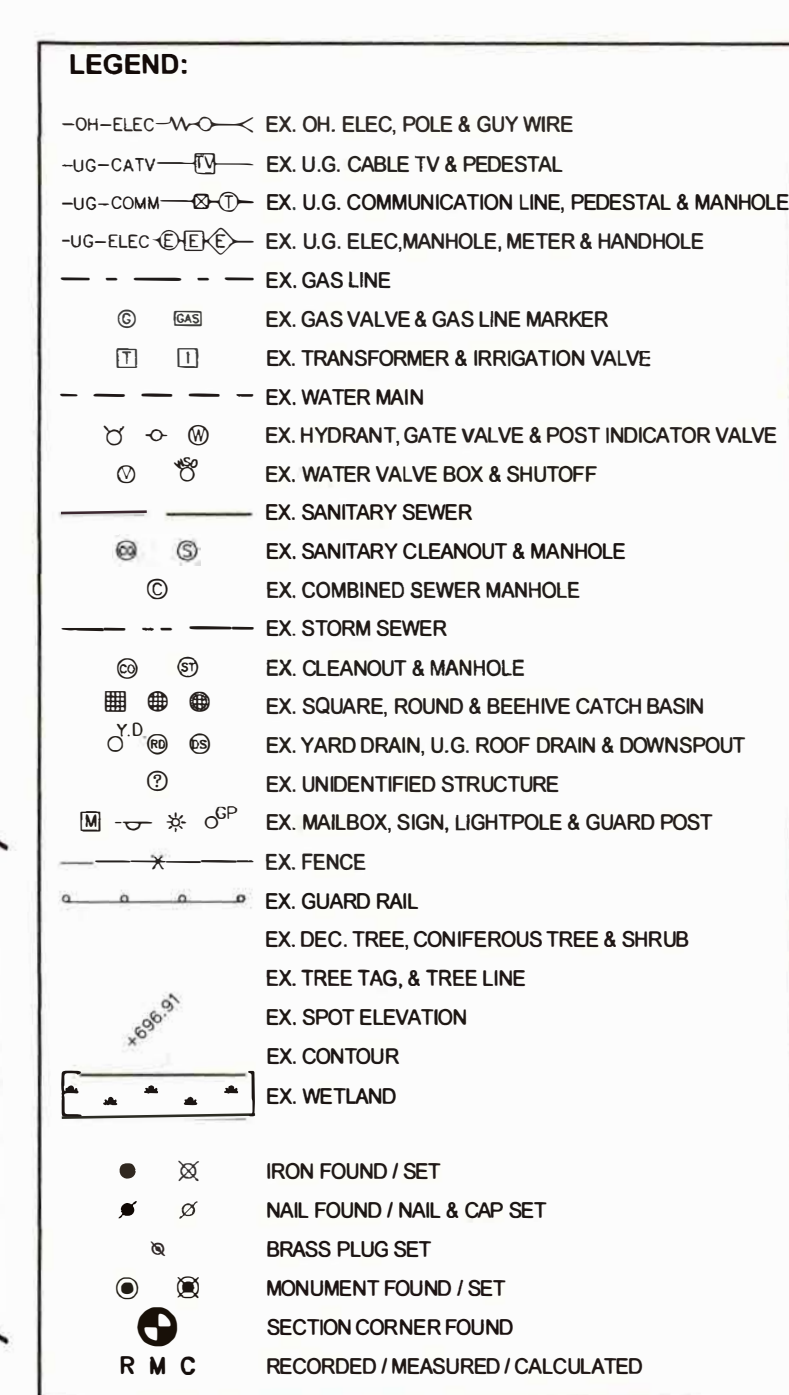 LEGEND:
-OH-ELEC- EX. OH. ELEC, POLE & GUY WIRE
-UG-CATV- TV EX. U.G. CABLE TV & PEDESTAL
-UG-COMM- T EX. U.G. COMMUNICATION LINE, PEDESTAL & MANHOLE
-UG-ELEC E E E EX. U.G. ELEC,MANHOLE, METER & HANDHOLE
EX. GAS LINE
G GAS EX. GAS VALVE & GAS LINE MARKER
T I EX. TRANSFORMER & IRRIGATION VALVE
EX. WATER MAIN
W EX. HYDRANT, GATE VALVE & POST INDICATOR VALVE
V WSO EX. WATER VALVE BOX & SHUTOFF
EX. SANITARY SEWER
CO S EX. SANITARY CLEANOUT & MANHOLE
C EX. COMBINED SEWER MANHOLE
EX. STORM SEWER
CO ST EX. CLEANOUT & MANHOLE
EX. SQUARE, ROUND & BEEHIVE CATCH BASIN
Y.D. RD DS EX. YARD DRAIN, U.G. ROOF DRAIN & DOWNSPOUT
? EX. UNIDENTIFIED STRUCTURE
M GP EX. MAILBOX, SIGN, LIGHTPOLE & GUARD POST
EX. FENCE
EX. GUARD RAIL
EX. DEC. TREE, CONIFEROUS TREE & SHRUB
EX. TREE TAG, & TREE LINE
+696.91 EX. SPOT ELEVATION
EX. CONTOUR
EX. WETLAND
IRON FOUND / SET
NAIL FOUND / NAIL & CAP SET
BRASS PLUG SET
MONUMENT FOUND / SET
SECTION CORNER FOUND
R M C RECORDED / MEASURED / CALCULATED